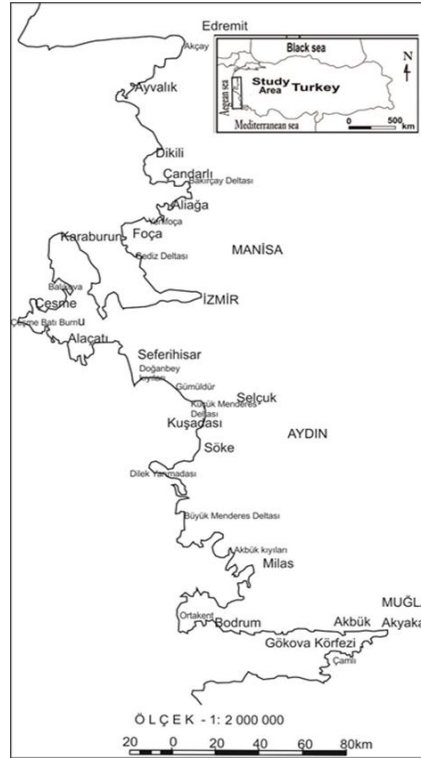 Edremit
Akçay
Black sea
N
Aegean sea
Study
Area
Turkey
0 500
km
Mediterranean sea
Ayvalık
Dikili
Çandarlı
Bakırçay Deltası
Aliağa
Yenifoça
Foça
Karaburun
MANİSA
Gediz Deltası
Balıkova
İZMİR
Çeşme
Çeşme Batı Burnu
Alaçatı
Seferihisar
Doğanbey
kıyıları
Gümüldür
Selçuk
Küçük Menderes
Deltası
Kuşadası
AYDIN
Söke
Dilek Yarımadası
Büyük Menderes Deltası
Akbük kıyıları
Milas
MUĞLA
Ortakent
Bodrum
Akbük
Akyaka
Gökova Körfezi
Çamlı
ÖLÇEK - 1: 2 000 000
20 0 20 40 60 80km